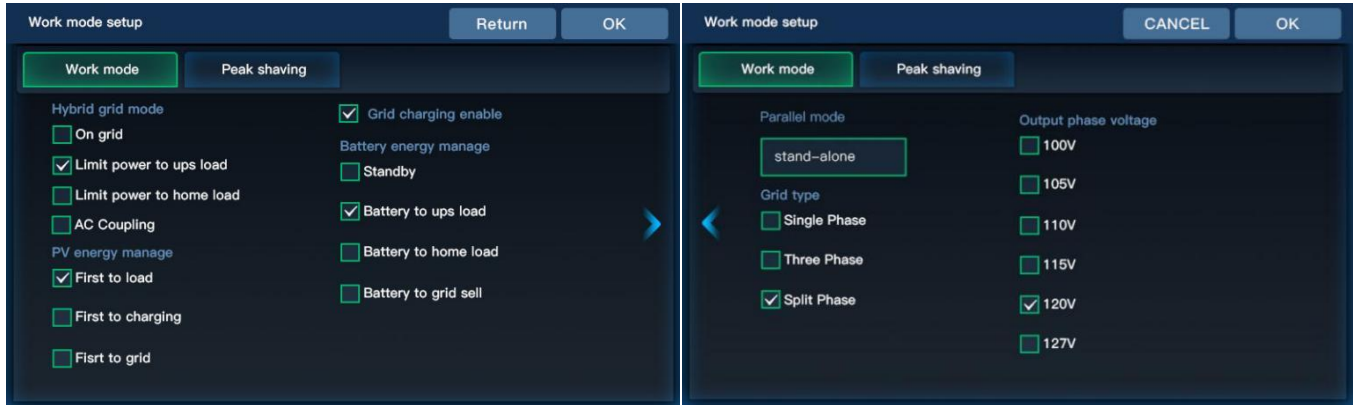 Work mode setup
Return
OK
Work mode
Peak shaving
Hybrid grid mode
On grid
Limit power to ups load
Limit power to home load
AC Coupling
PV energy manage
First to load
First to charging
Fisrt to grid
Grid charging enable
Battery energy manage
Standby
Battery to ups load
Battery to home load
Battery to grid sell
Work mode setup
CANCEL
OK
Work mode
Peak shaving
Parallel mode
stand-alone
Grid type
Single Phase
Three Phase
Split Phase
Output phase voltage
100V
105V
110V
115V
120V
127V